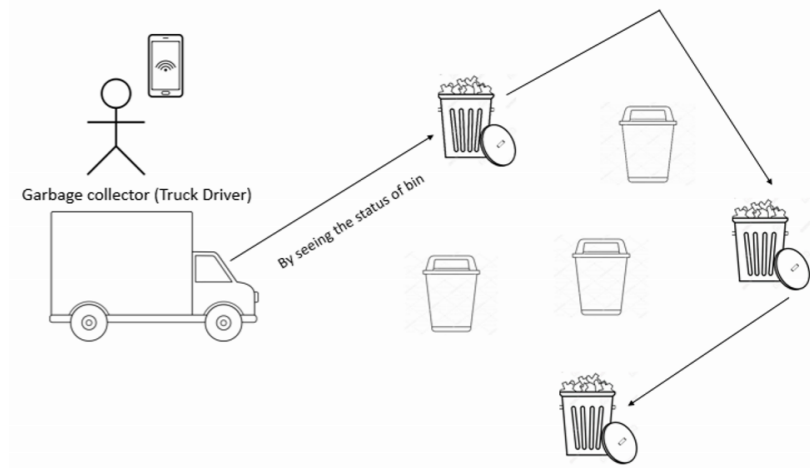 Garbage collector (Truck Driver)
By seeing the status of bin